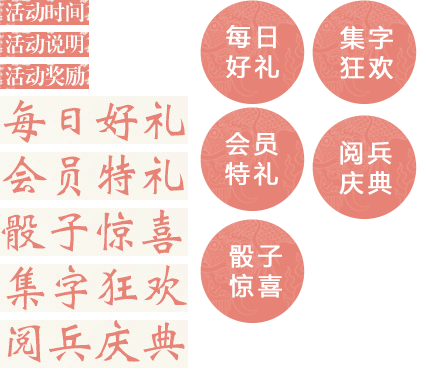 活动时间
活动说明
活动奖励
每日好礼
会员特礼
骰子惊喜
集字狂欢
阅兵庆典
每日
好礼
集字
狂欢
会员
特礼
阅兵
庆典
骰子
惊喜